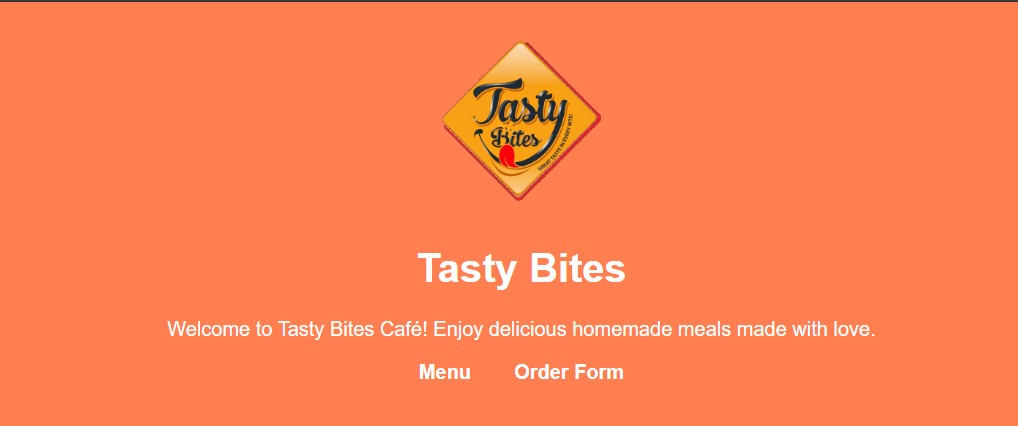 Tasty
Bites
GREAT TASTE IN EVERY BITE!
Tasty Bites
Welcome to Tasty Bites Café! Enjoy delicious homemade meals made with love.
Menu Order Form